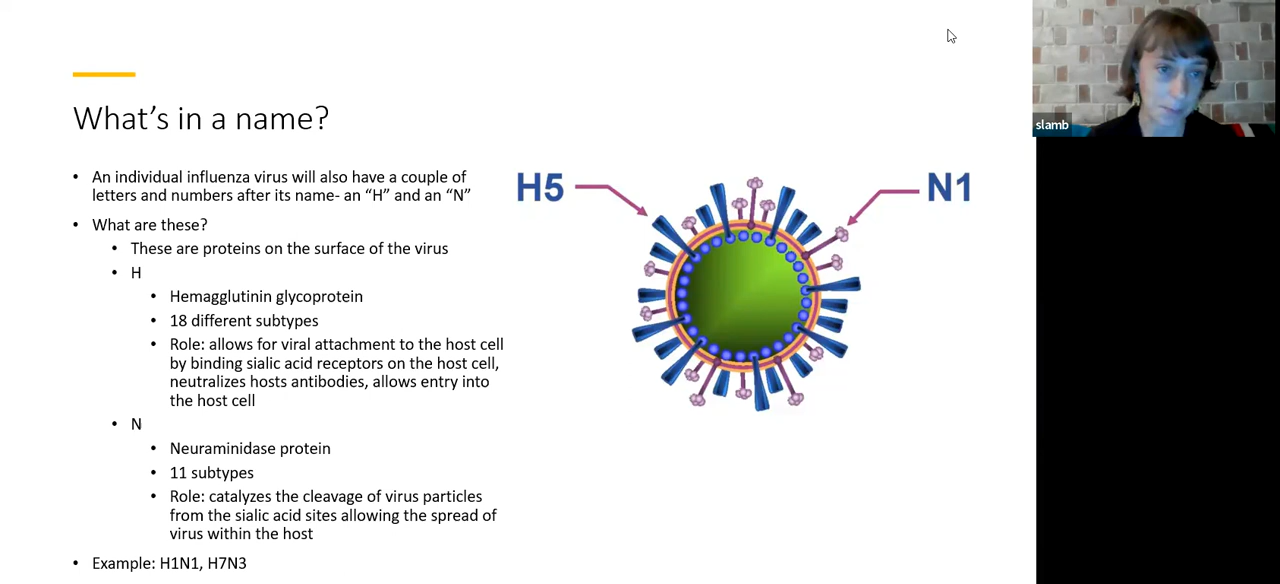 What's in a name?
• An individual influenza virus will also have a couple of
letters and numbers after its name- an “H” and an “N”
• What are these?
• These are proteins on the surface of the virus
• H
• Hemagglutinin glycoprotein
• 18 different subtypes
• Role: allows for viral attachment to the host cell
by binding sialic acid receptors on the host cell,
neutralizes hosts antibodies, allows entry into
the host cell
• N
• Neuraminidase protein
• 11 subtypes
• Role: catalyzes the cleavage of virus particles
from the sialic acid sites allowing the spread of
virus within the host
• Example: H1N1, H7N3
H5
N1
slamb